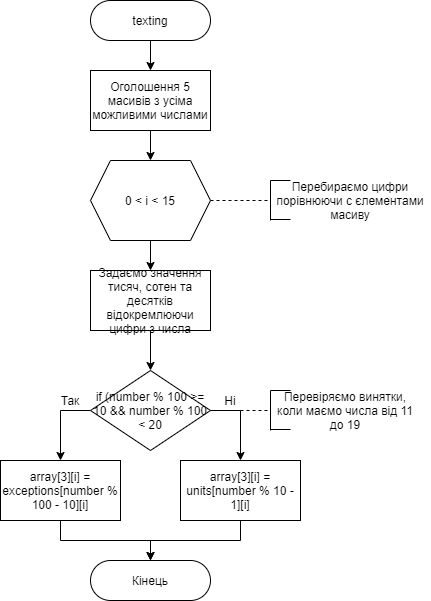 texting
Оголошення 5
масивів з усіма
можливими числами
0 < i < 15
Перебираємо цифри
порівнюючи с єлементами
масиву
Задаємо значення
тисяч, сотен та
десятків
відокремлюючи
цифри з числа
Так
if (number % 100 >=
10 && number % 100
< 20
Ні
Перевіряємо винятки,
коли маємо числа від 11
до 19
array[3][i] =
exceptions[number %
100 - 10][i]
array[3][i] =
units[number % 10 -
1][i]
Кінець